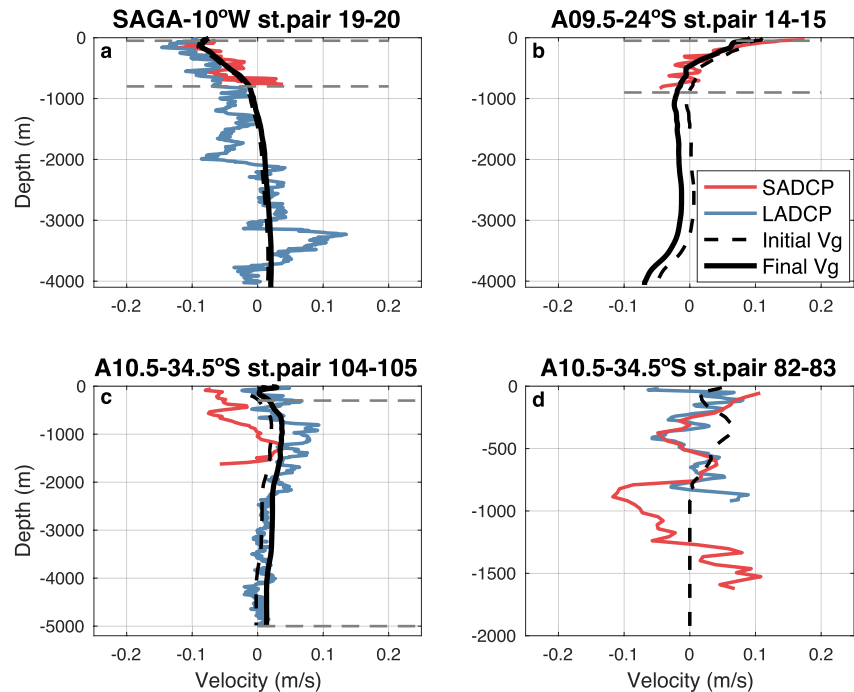 SAGA-10°W st.pair 19-20
a
0
-1000
-2000
-3000
-4000
Depth (m)
-0.2 -0.1 0 0.1 0.2
A09.5-24°S st.pair 14-15
b
0
-1000
-2000
-3000
-4000
-0.2 -0.1 0 0.1 0.2
SADCP
LADCP
Initial Vg
Final Vg
A10.5-34.5°S st.pair 104-105
c
0
-1000
-2000
-3000
-4000
-5000
Depth (m)
-0.2 -0.1 0 0.1 0.2
Velocity (m/s)
A10.5-34.5°S st.pair 82-83
d
0
-500
-1000
-1500
-2000
-0.2 -0.1 0 0.1 0.2
Velocity (m/s)